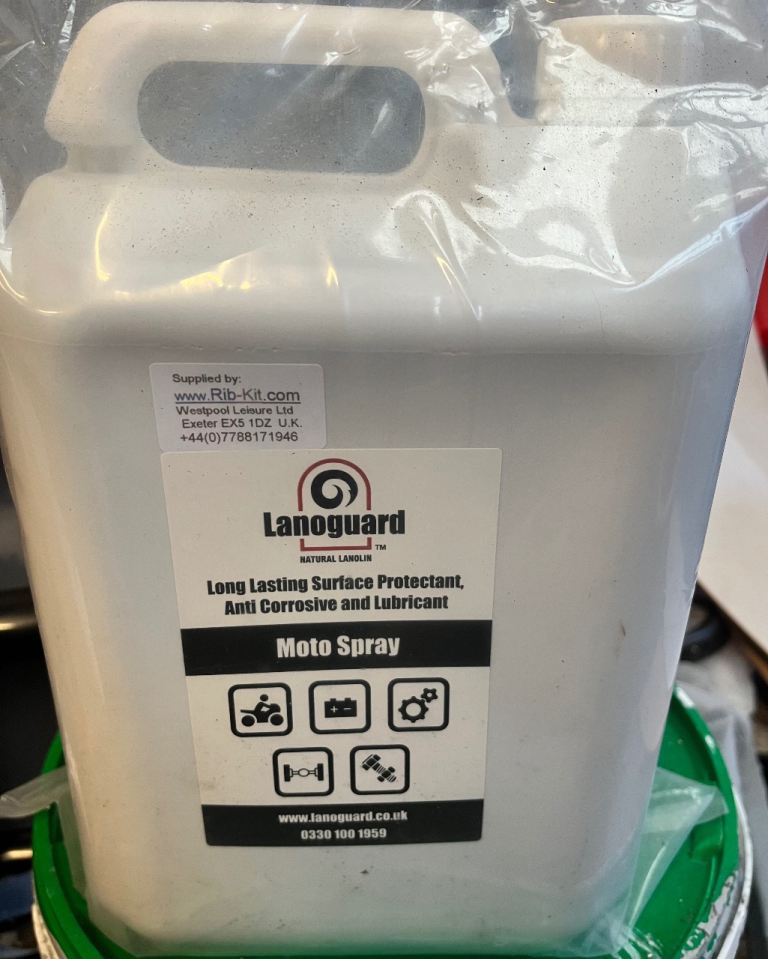 Supplied by:
www.Rib-Kit.com
Westpool Leisure Ltd
Exeter EX5 1DZ U.K.
+44(0)7788171946
Lanoguard
TM
NATURAL LANOLIN
Long Lasting Surface Protectant,
Anti Corrosive and Lubricant
Moto Spray
www.lanoguard.co.uk
0330 100 1959